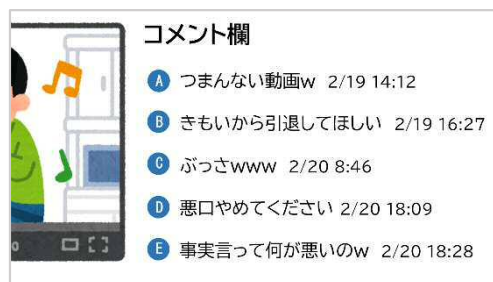 コメント欄
A つまんない動画w 2/19 14:12
B きもいから引退してほしい 2/19 16:27
C ぶっさwww 2/20 8:46
D 悪口やめてください 2/20 18:09
E 事実言って何が悪いのw 2/20 18:28